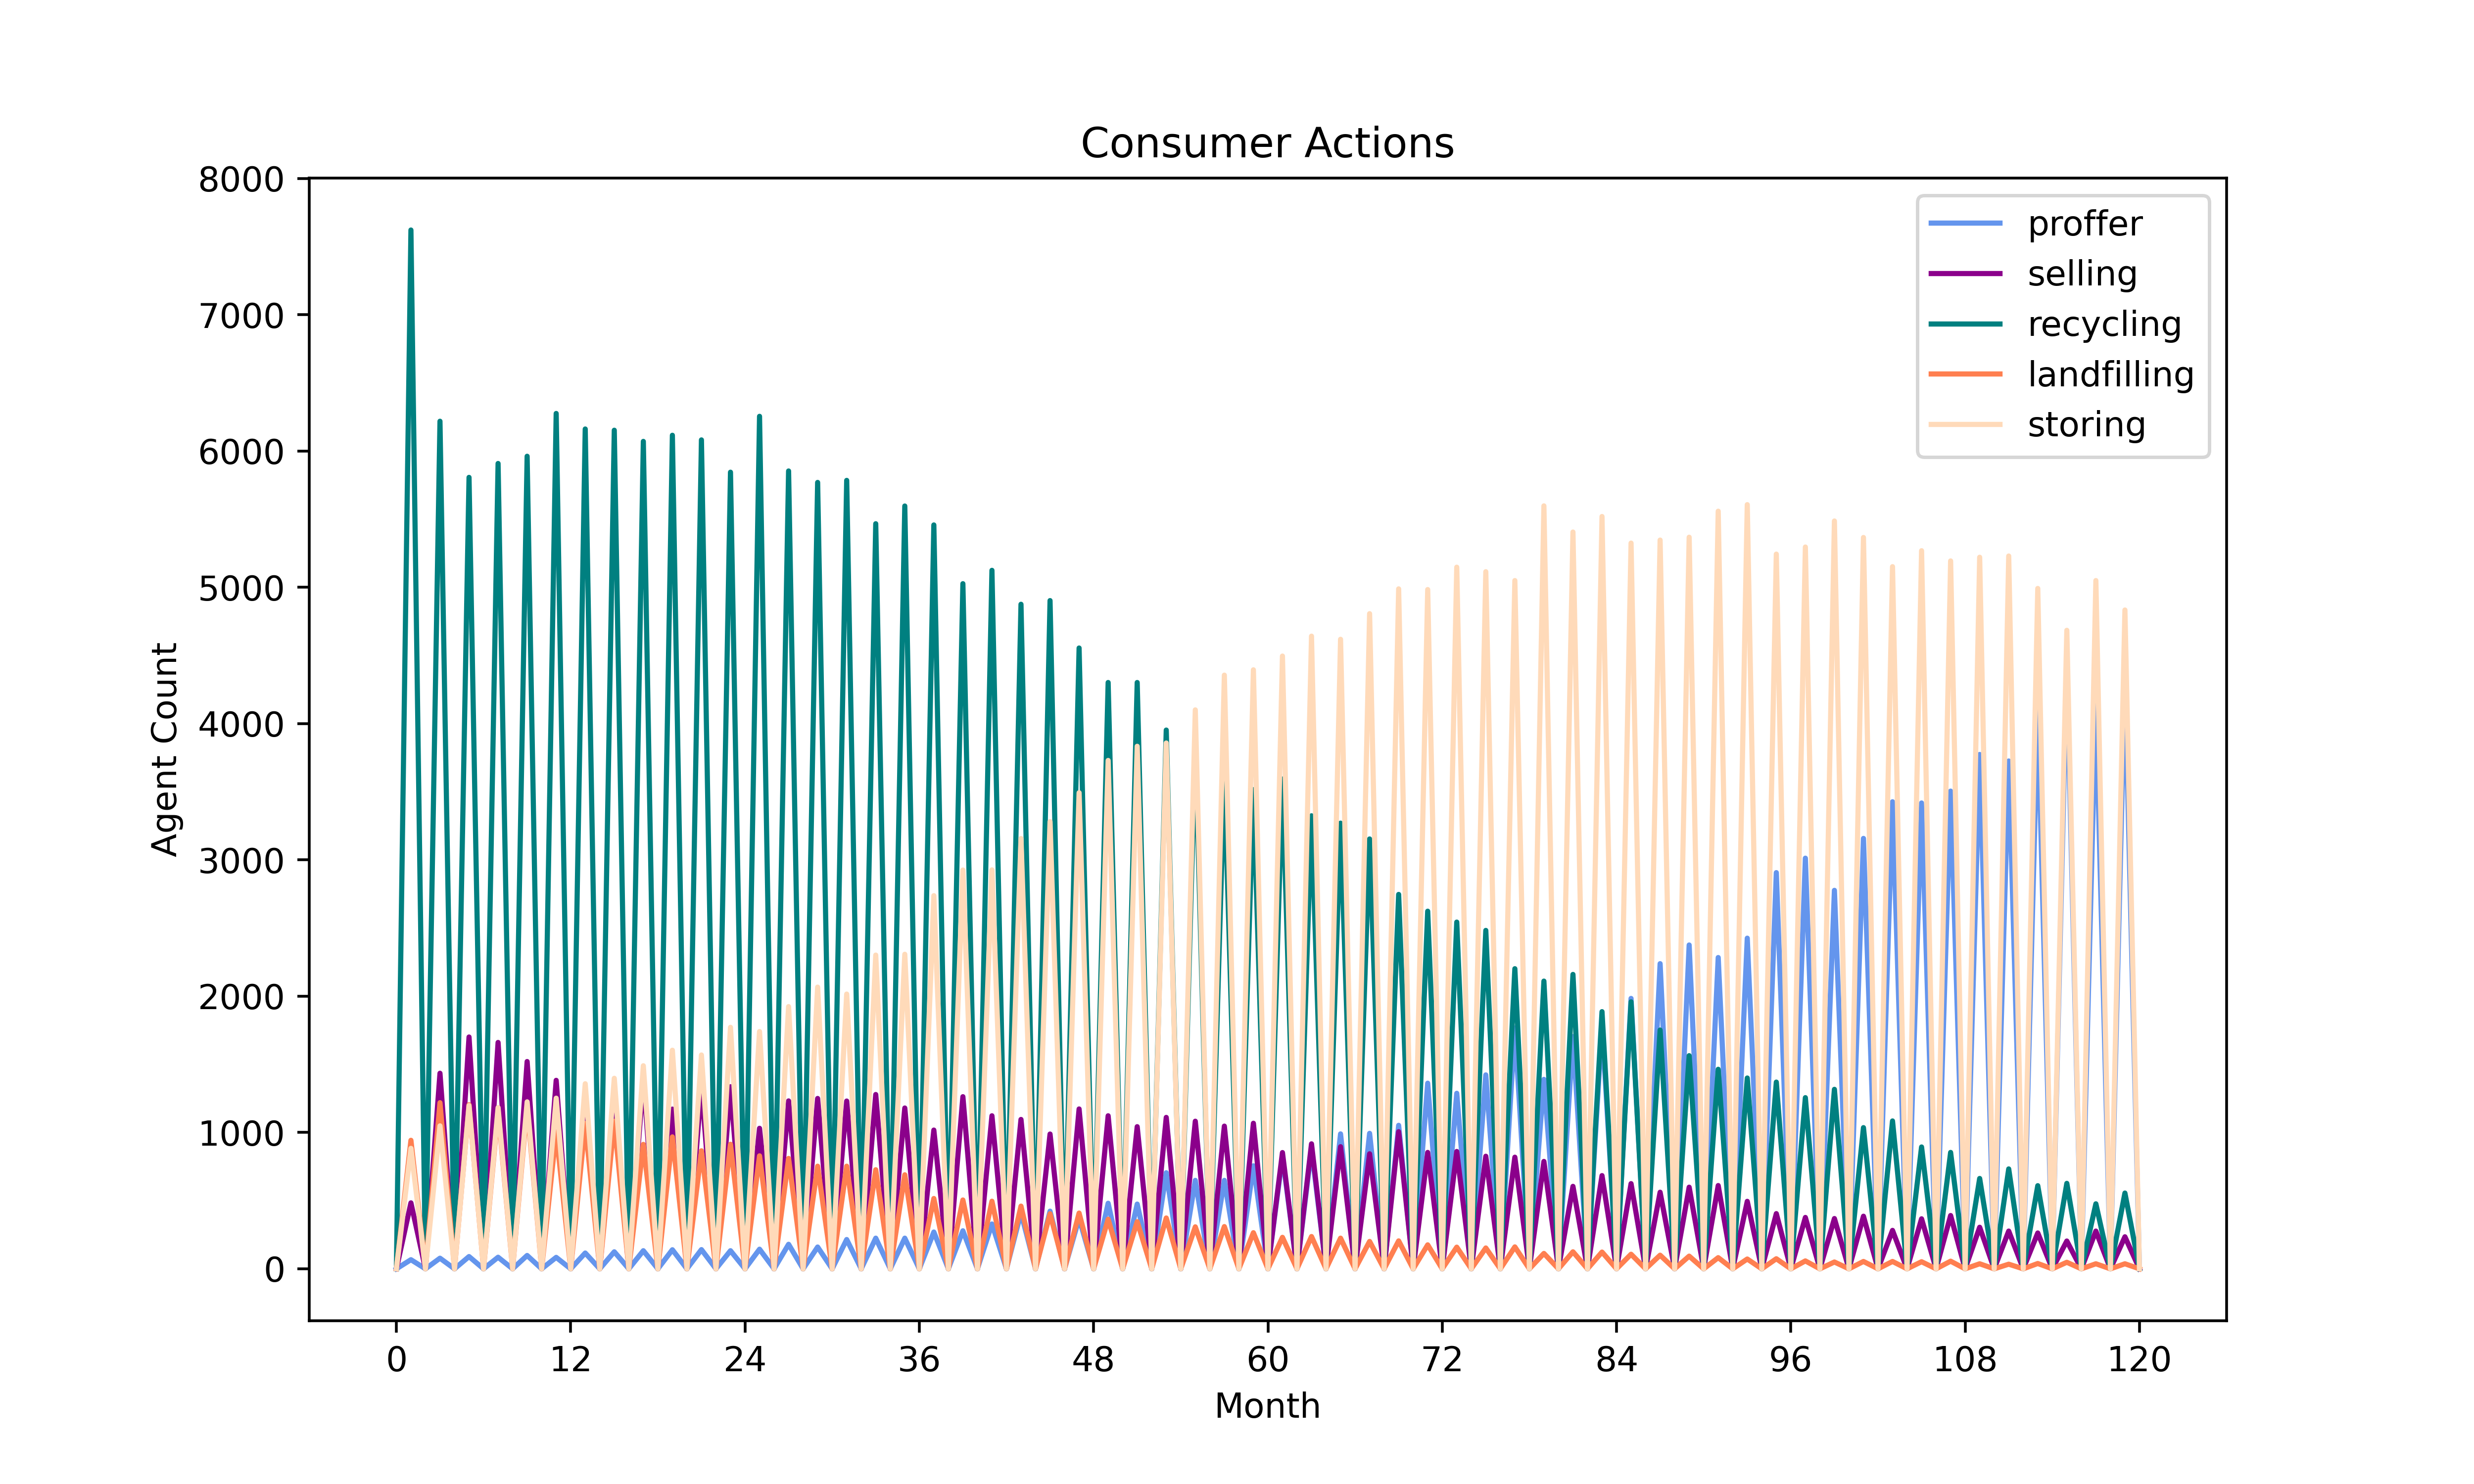 Consumer Actions
8000
7000
6000
5000
4000
3000
2000
1000
0
Agent Count
proffer
selling
recycling
landfilling
storing
0 12 24 36 48 60 72 84 96 108 120
Month